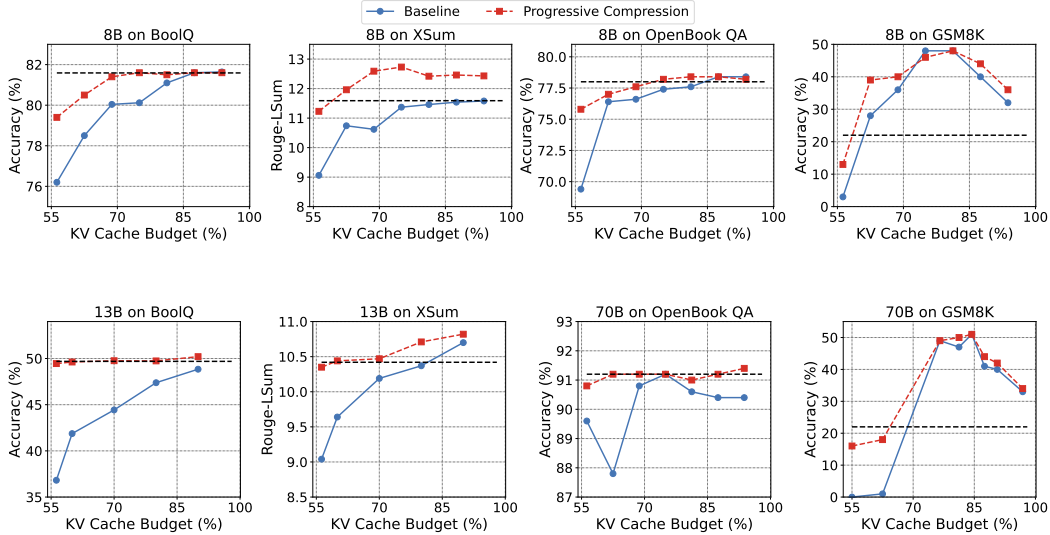 Baseline
Progressive Compression
8B on BoolQ
8B on XSum
8B on OpenBook QA
8B on GSM8K
Accuracy (%)
82
80
78
76
55
70
85
100
KV Cache Budget (%)
Rouge-LSum
13
12
11
10
9
8
55
70
85
100
KV Cache Budget (%)
Accuracy (%)
80.0
77.5
75.0
72.5
70.0
55
70
85
100
KV Cache Budget (%)
Accuracy (%)
50
40
30
20
10
0
55
70
85
100
KV Cache Budget (%)
13B on BoolQ
13B on XSum
70B on OpenBook QA
70B on GSM8K
Accuracy (%)
50
45
40
35
55
70
85
100
KV Cache Budget (%)
Rouge-LSum
11.0
10.5
10.0
9.5
9.0
8.5
55
70
85
100
KV Cache Budget (%)
Accuracy (%)
93
92
91
90
89
88
87
55
70
85
100
KV Cache Budget (%)
Accuracy (%)
50
40
30
20
10
0
55
70
85
100
KV Cache Budget (%)